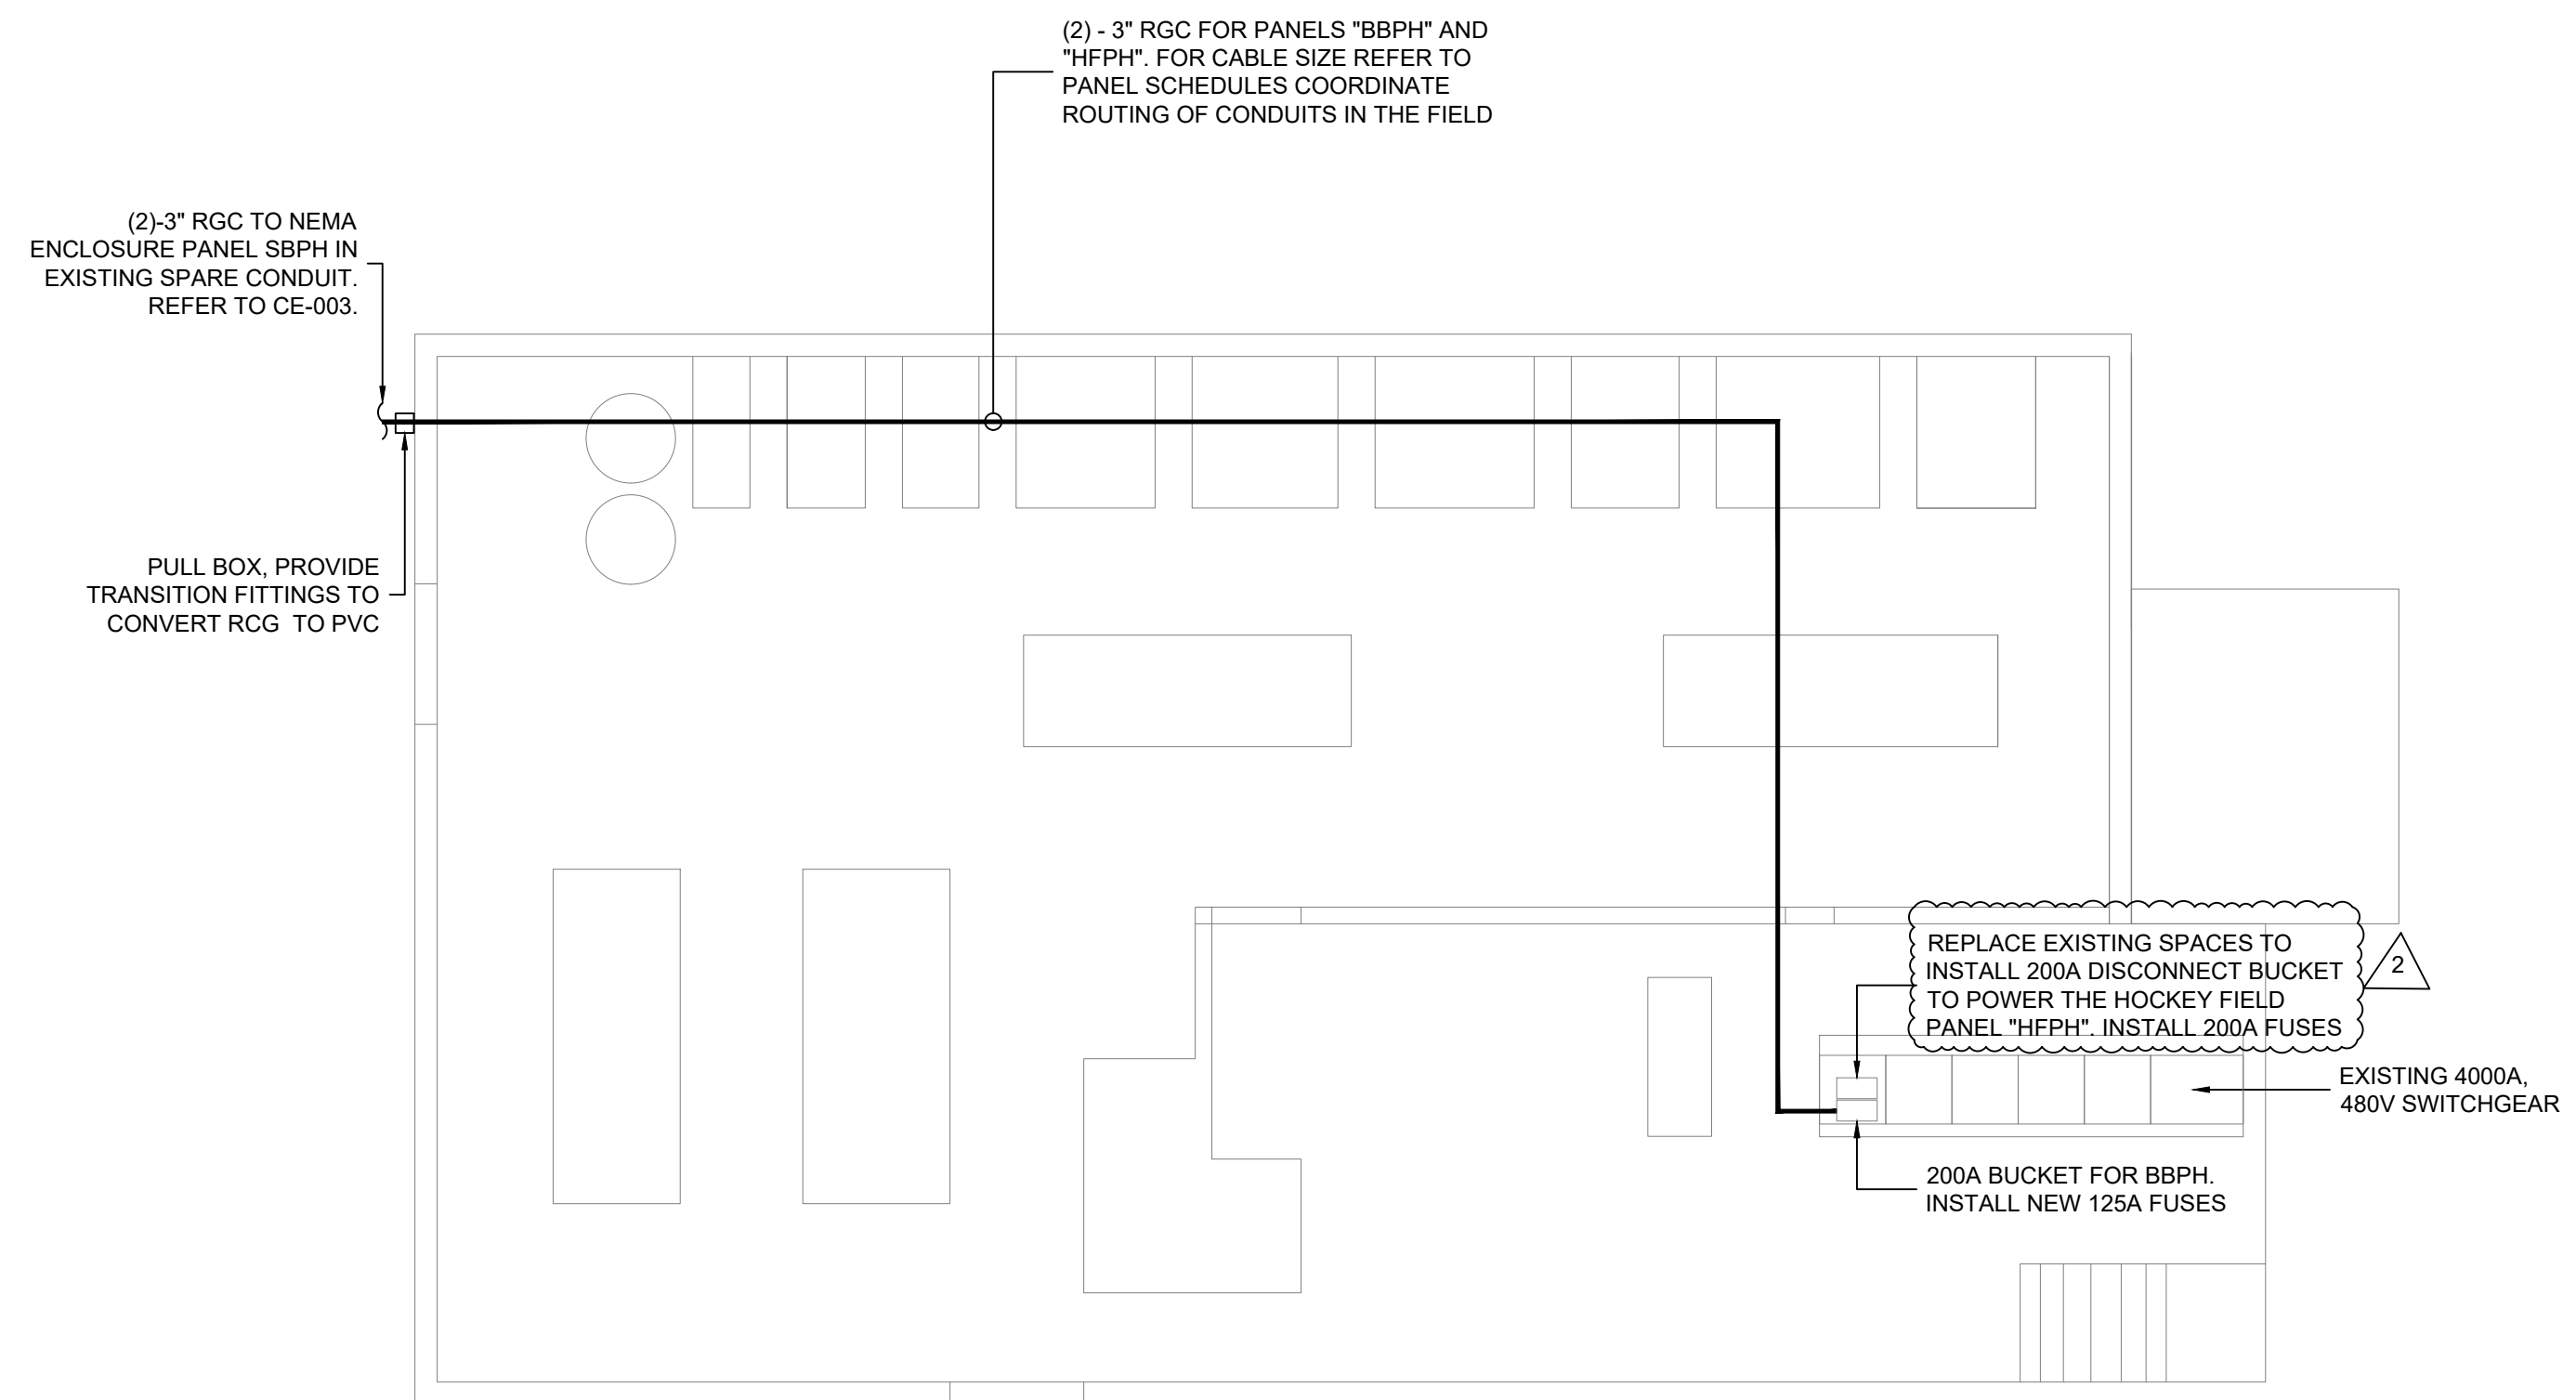 (2) - 3" RGC FOR PANELS "BBPH" AND
"HFPH". FOR CABLE SIZE REFER TO
PANEL SCHEDULES COORDINATE
ROUTING OF CONDUITS IN THE FIELD
(2)-3" RGC TO NEMA
ENCLOSURE PANEL SBPH IN
EXISTING SPARE CONDUIT.
REFER TO CE-003.
PULL BOX, PROVIDE
TRANSITION FITTINGS TO
CONVERT RCG  TO PVC
REPLACE EXISTING SPACES TO
INSTALL 200A DISCONNECT BUCKET
TO POWER THE HOCKEY FIELD
PANEL "HFPH". INSTALL 200A FUSES
2
EXISTING 4000A,
480V SWITCHGEAR
200A BUCKET FOR BBPH.
INSTALL NEW 125A FUSES